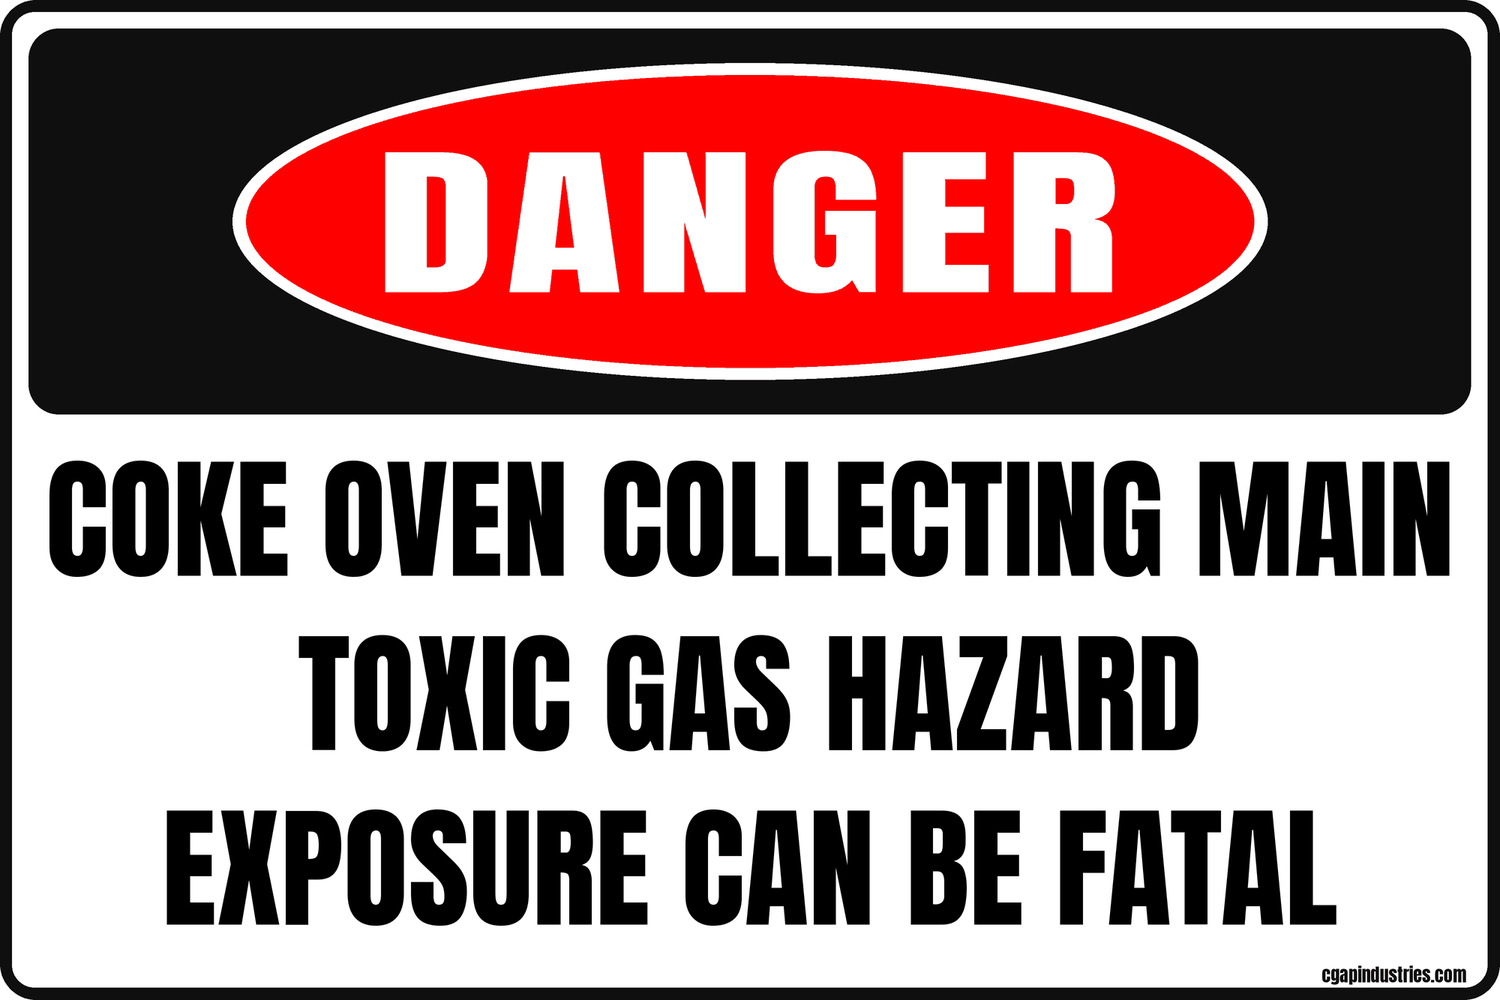 DANGER
COKE OVEN COLLECTING MAIN
TOXIC GAS HAZARD
EXPOSURE CAN BE FATAL
cgapindustries.com